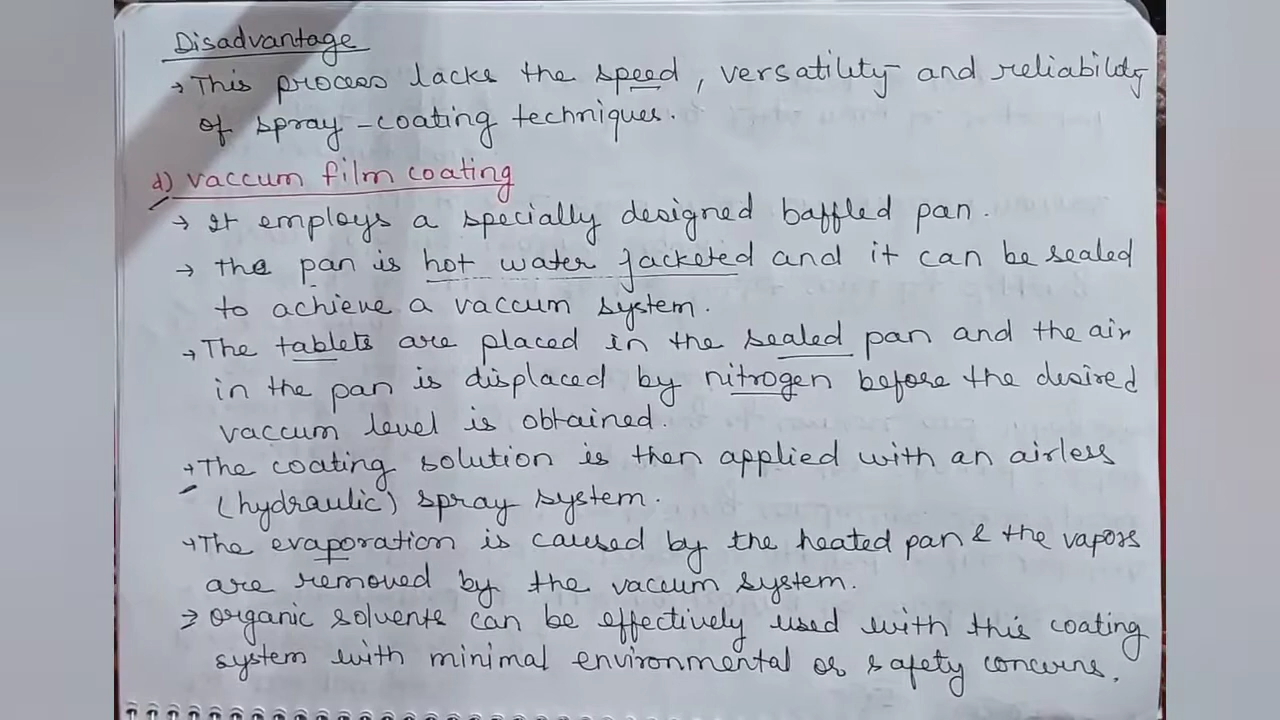 Disadvantage
→ This process lacks the speed, versatility and reliability
of spray-coating techniques.
d) vaccum film coating
→ It employs a specially designed baffled pan.
→ the pan is hot water jacketed and it can be sealed
to achieve a vaccum system.
→ The tablets are placed in the sealed pan and the air
in the pan is displaced by nitrogen before the desired
vaccum level is obtained.
→ The coating solution is then applied with an airless
(hydraulic) spray system.
→ The evaporation is caused by the heated pan & the vapors
are removed by the vaccum system.
→ organic solvents can be effectively used with this coating
system with minimal environmental or safety concerns.